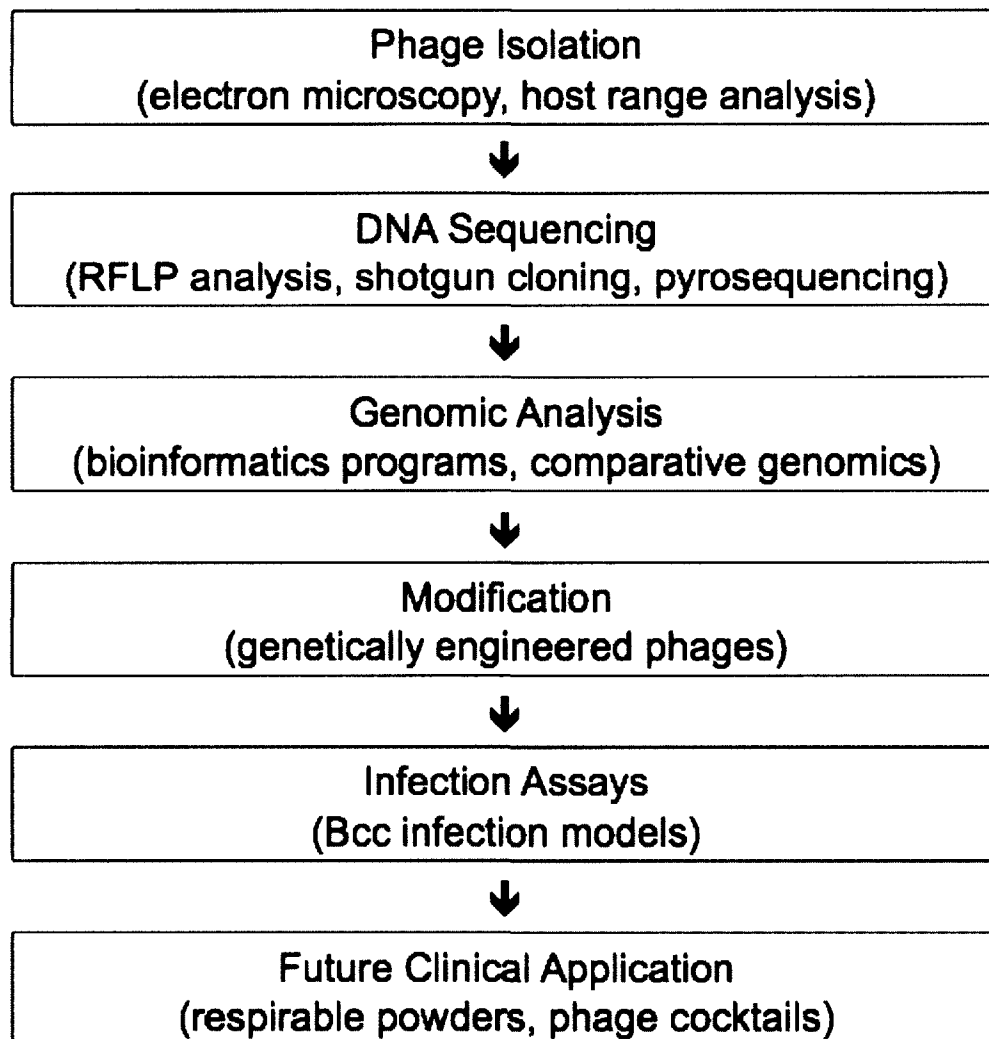 Phage Isolation
(electron microscopy, host range analysis)
DNA Sequencing
(RFLP analysis, shotgun cloning, pyrosequencing)
Genomic Analysis
(bioinformatics programs, comparative genomics)
Modification
(genetically engineered phages)
Infection Assays
(Bcc infection models)
Future Clinical Application
(respirable powders, phage cocktails)